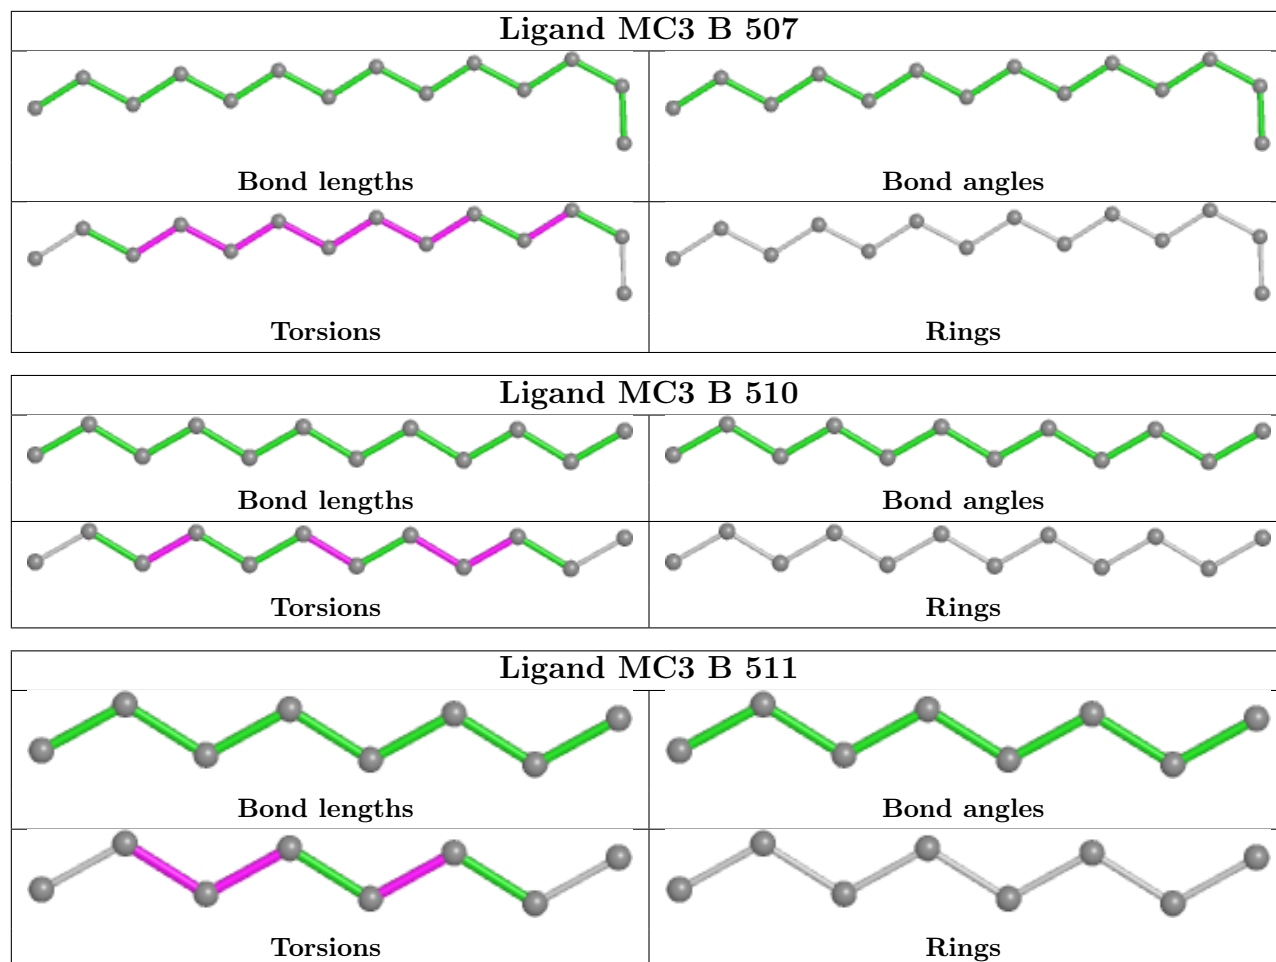 Ligand MC3 B 507
Bond lengths
Bond angles
Torsions
Rings
Ligand MC3 B 510
Bond lengths
Bond angles
Torsions
Rings
Ligand MC3 B 511
Bond lengths
Bond angles
Torsions
Rings